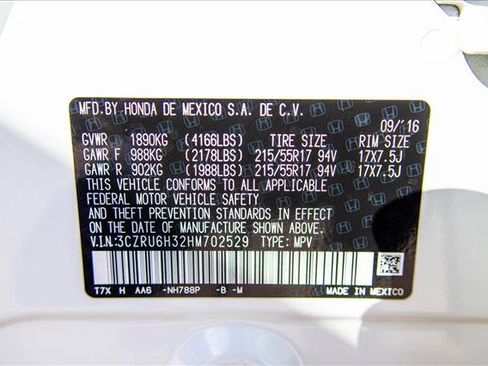 MFD.BY HONDA DE MEXICO S.A. DE C.V.
09/'16
GVWR 1890KG (4166LBS) TIRE SIZE RIM SIZE
GAWR F 988KG (2178LBS) 215/55R17 94V 17X7.5J
GAWR R 902KG (1988LBS) 215/55R17 94V 17X7.5J
THIS VEHICLE CONFORMS TO ALL APPLICABLE
FEDERAL MOTOR VEHICLE SAFETY, BUMPER,
AND THEFT PREVENTION STANDARDS IN EFFECT
ON THE DATE OF MANUFACTURE SHOWN ABOVE.
V.I.N:3CZRU6H32HM702529 TYPE: MPV
T7X H AA6 -NH788P -B -M MADE IN MEXICO